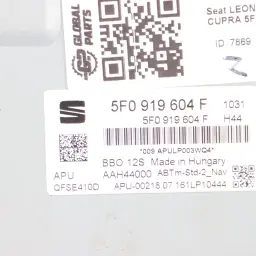 GLOBAL
PARTS
Seat LEON
CUPRA 5F
ID: 7869
5F0 919 604 F 1031
5F0 919 604 F H44
*009 APULP003WQ4*
BBO 12S Made in Hungary
APU AAH44000 ABTm-Std-2_Nav
QFSE410D APU-00218 07 161LP10444